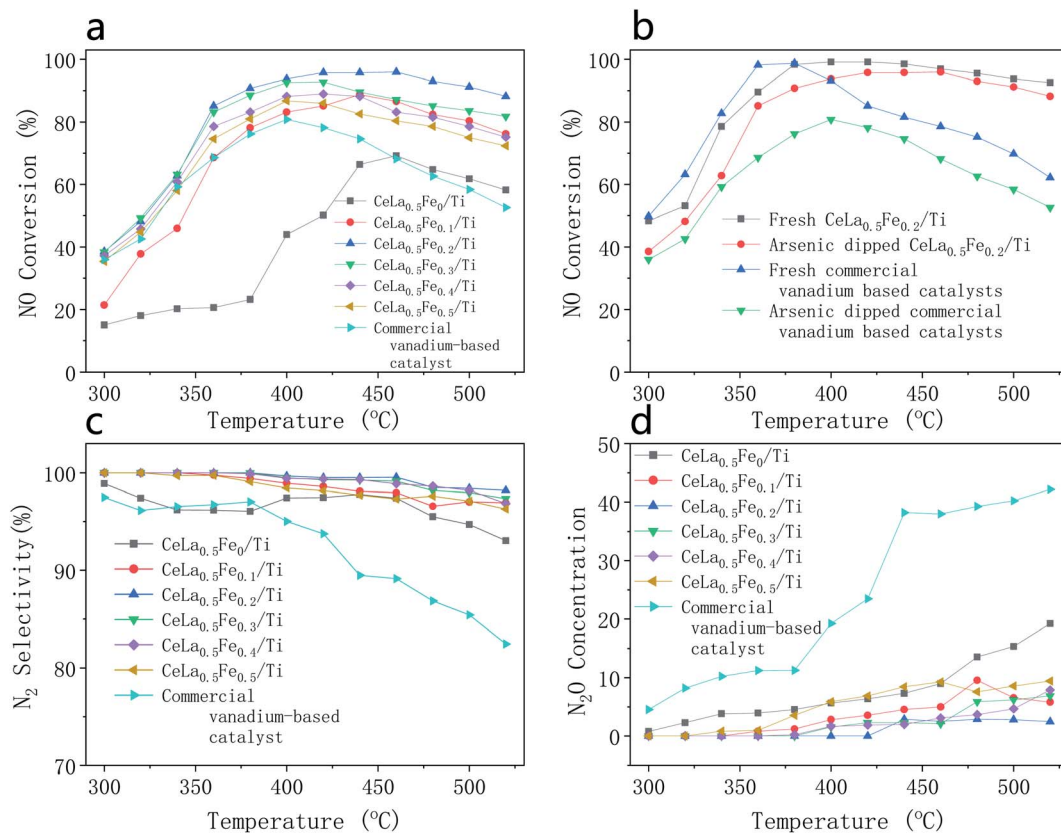 a
100
80
60
40
20
0
NO Conversion (%)
CeLa0.5Fe0/Ti
CeLa0.5Fe0.1/Ti
CeLa0.5Fe0.2/Ti
CeLa0.5Fe0.3/Ti
CeLa0.5Fe0.4/Ti
CeLa0.5Fe0.5/Ti
Commercial
vanadium-based
catalyst
300 350 400 450 500
Temperature (°C)
b
100
80
60
40
20
0
NO Conversion (%)
Fresh CeLa0.5Fe0.2/Ti
Arsenic dipped CeLa0.5Fe0.2/Ti
Fresh commercial
vanadium based catalysts
Arsenic dipped commercial
vanadium based catalysts
300 350 400 450 500
Temperature (°C)
c
100
90
80
70
N2 Selectivity(%)
CeLa0.5Fe0/Ti
CeLa0.5Fe0.1/Ti
CeLa0.5Fe0.2/Ti
CeLa0.5Fe0.3/Ti
CeLa0.5Fe0.4/Ti
CeLa0.5Fe0.5/Ti
Commercial
vanadium-based
catalyst
300 350 400 450 500
Temperature (°C)
d
50
40
30
20
10
0
N2O Concentration
CeLa0.5Fe0/Ti
CeLa0.5Fe0.1/Ti
CeLa0.5Fe0.2/Ti
CeLa0.5Fe0.3/Ti
CeLa0.5Fe0.4/Ti
CeLa0.5Fe0.5/Ti
Commercial
vanadium-based
catalyst
300 350 400 450 500
Temperature (°C)